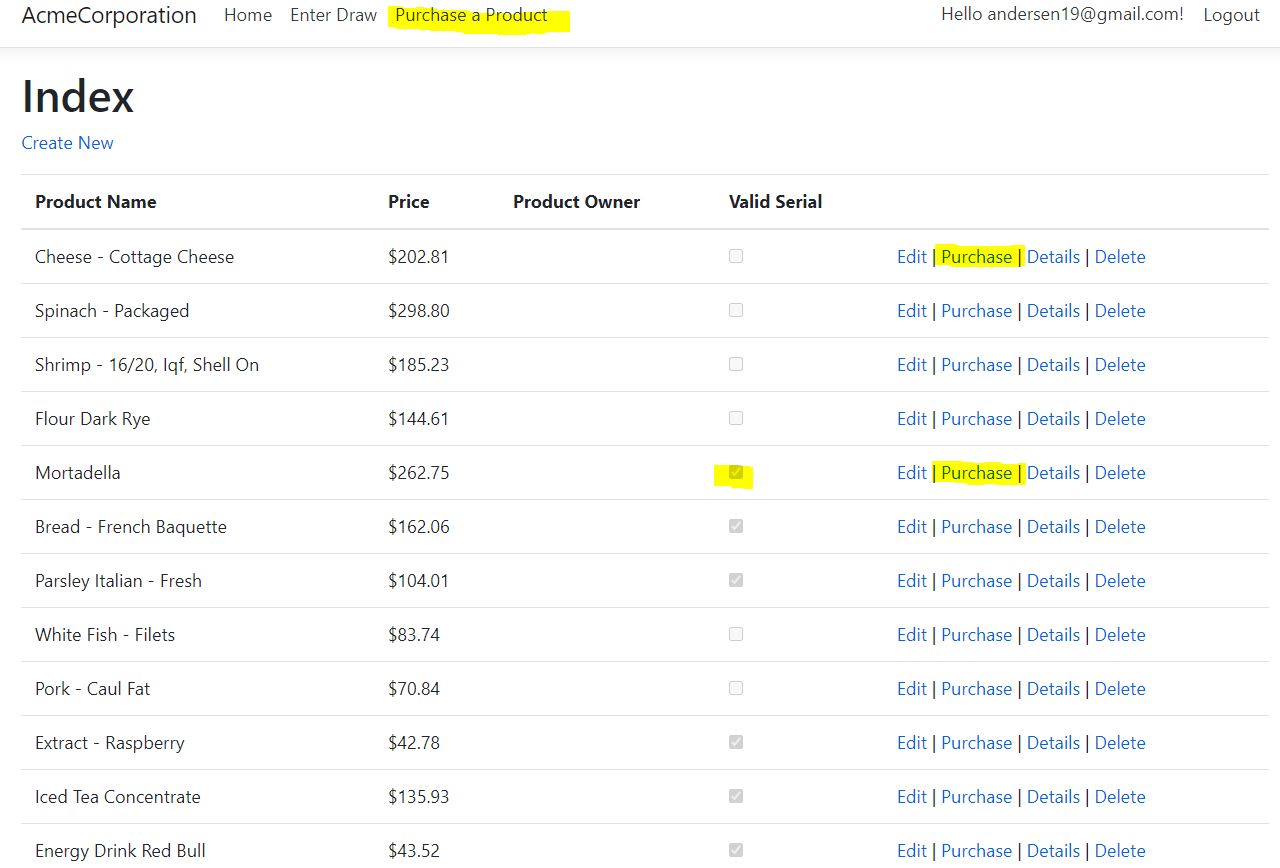 AcmeCorporation Home Enter Draw Purchase a Product Hello andersen19@gmail.com! Logout
Index
Create New
Product Name Price Product Owner Valid Serial
Cheese - Cottage Cheese $202.81 Edit | Purchase | Details | Delete
Spinach - Packaged $298.80 Edit | Purchase | Details | Delete
Shrimp - 16/20, Iqf, Shell On $185.23 Edit | Purchase | Details | Delete
Flour Dark Rye $144.61 Edit | Purchase | Details | Delete
Mortadella $262.75 Edit | Purchase | Details | Delete
Bread - French Baquette $162.06 Edit | Purchase | Details | Delete
Parsley Italian - Fresh $104.01 Edit | Purchase | Details | Delete
White Fish - Filets $83.74 Edit | Purchase | Details | Delete
Pork - Caul Fat $70.84 Edit | Purchase | Details | Delete
Extract - Raspberry $42.78 Edit | Purchase | Details | Delete
Iced Tea Concentrate $135.93 Edit | Purchase | Details | Delete
Energy Drink Red Bull $43.52 Edit | Purchase | Details | Delete